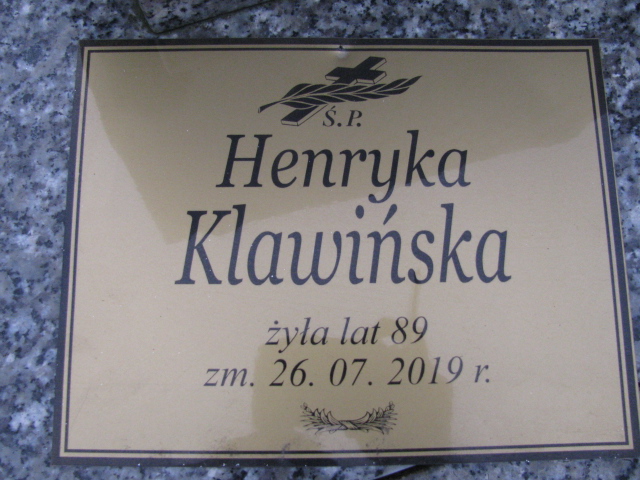 Ś.P.
Henryka
Klawińska
żyła lat 89
zm. 26. 07. 2019 r.